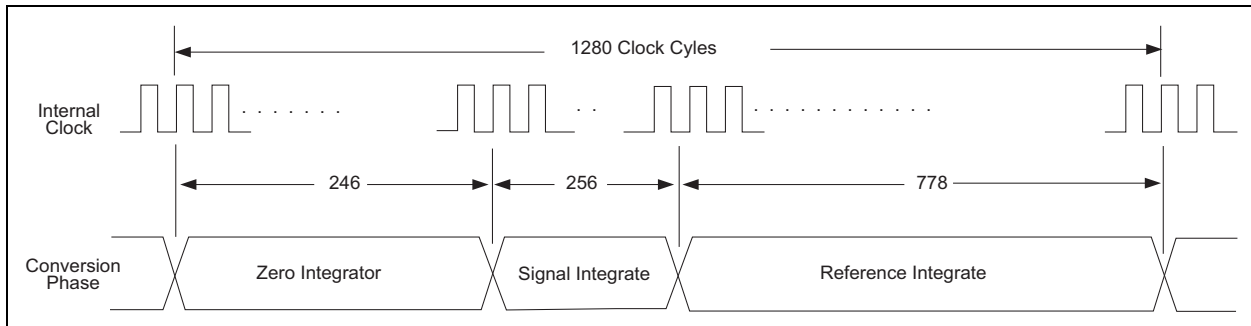 1280 Clock Cyles
Internal
Clock
246
256
778
Conversion
Phase
Zero Integrator
Signal Integrate
Reference Integrate